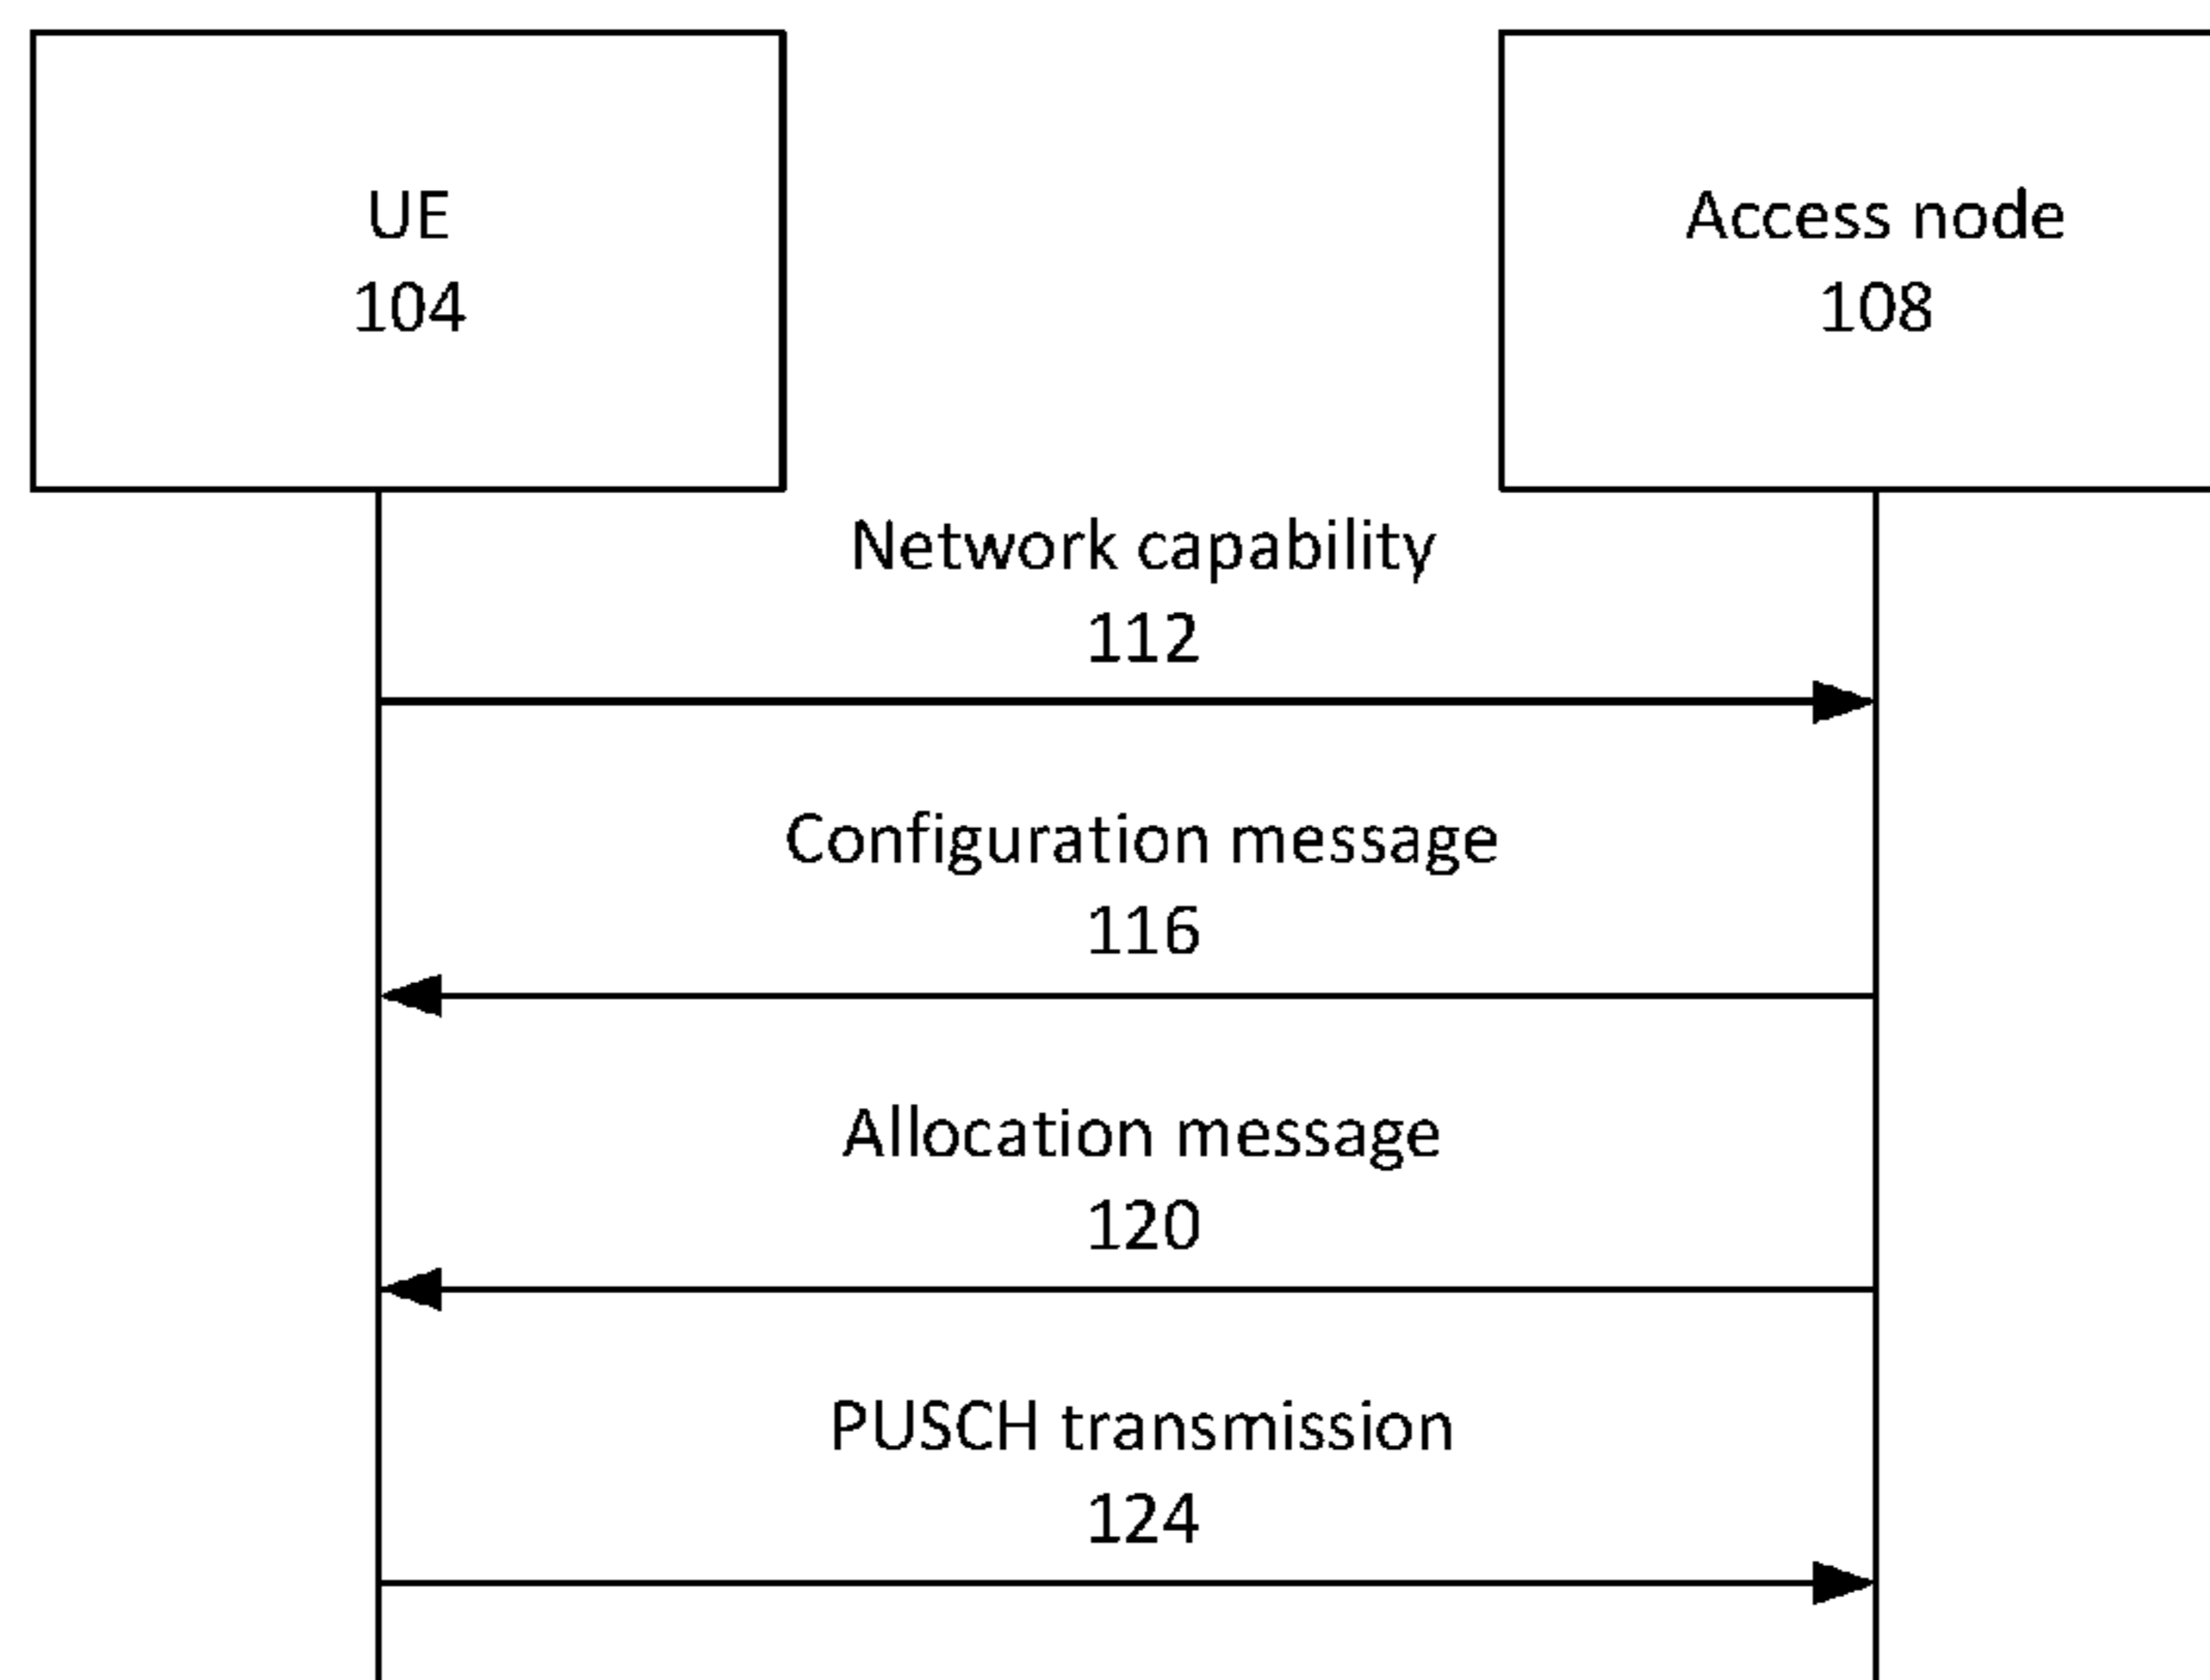 UE
104
Access node
108
Network capability
112
Configuration message
116
Allocation message
120
PUSCH transmission
124